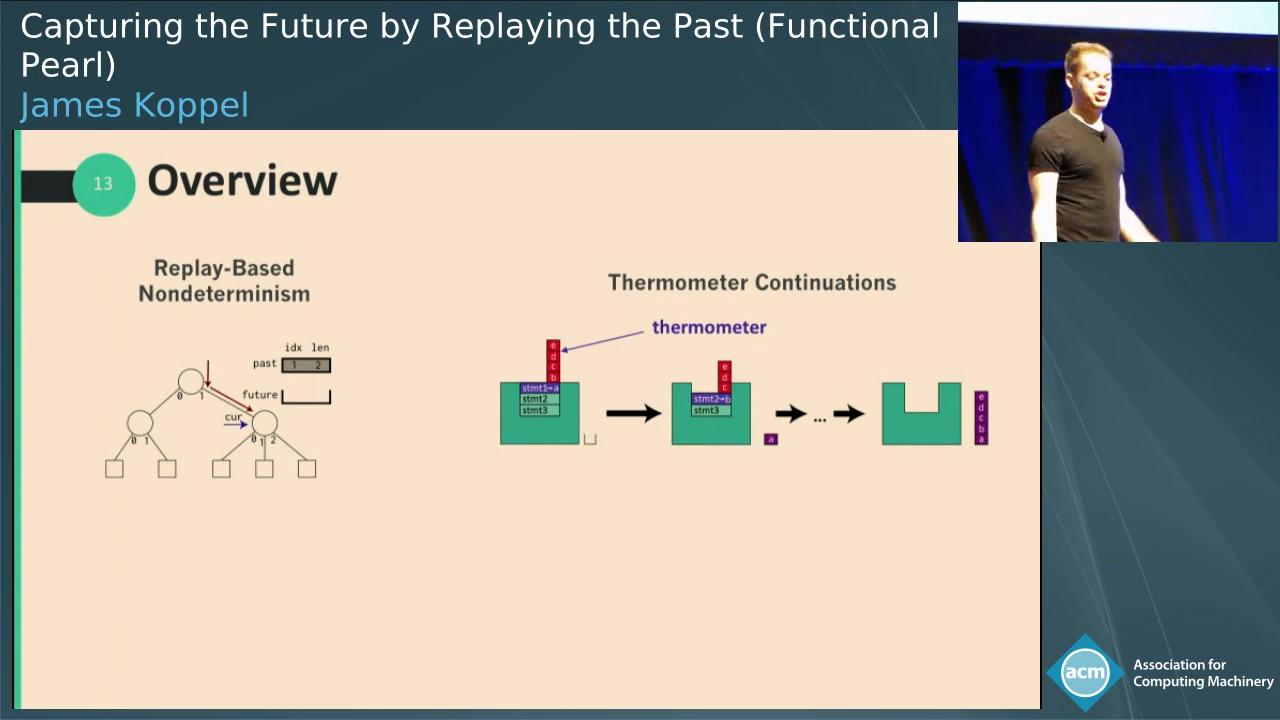 Capturing the Future by Replaying the Past (Functional
Pearl)
James Koppel
13
Overview
Replay-Based
Nondeterminism
idx len
past 1 2
future
0 1
cur
0 1
0 1 2
Thermometer Continuations
thermometer
e
d
c
b
stmt1→a
stmt2
stmt3
e
d
c
stmt2→b
stmt3
a
...
e
d
c
b
a
acm
Association for
Computing Machinery